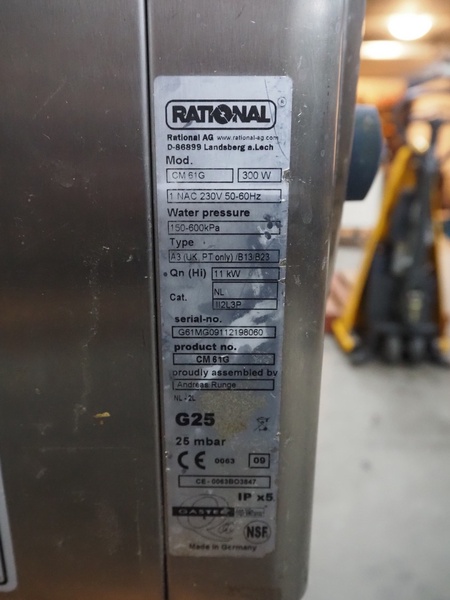 RATIONAL
®
Rational AG www.rational-ag.com
D-86899 Landsberg a.Lech
Mod.
CM 61G 300 W
1 NAC 230V 50-60Hz
Water pressure
150-600kPa
Type
A3 (UK, PT only) /B13/B23
Qn (Hi) 11 kW
Cat. NL
II2L3P
serial-no.
G61MG09112198060
product no.
CM 61G
proudly assembled by
Andreas Runge
NL - 2L
G25
25 mbar
CE 0063 09
CE- 0063BO3847
IP x5
GASTEC
NSF
Made in Germany